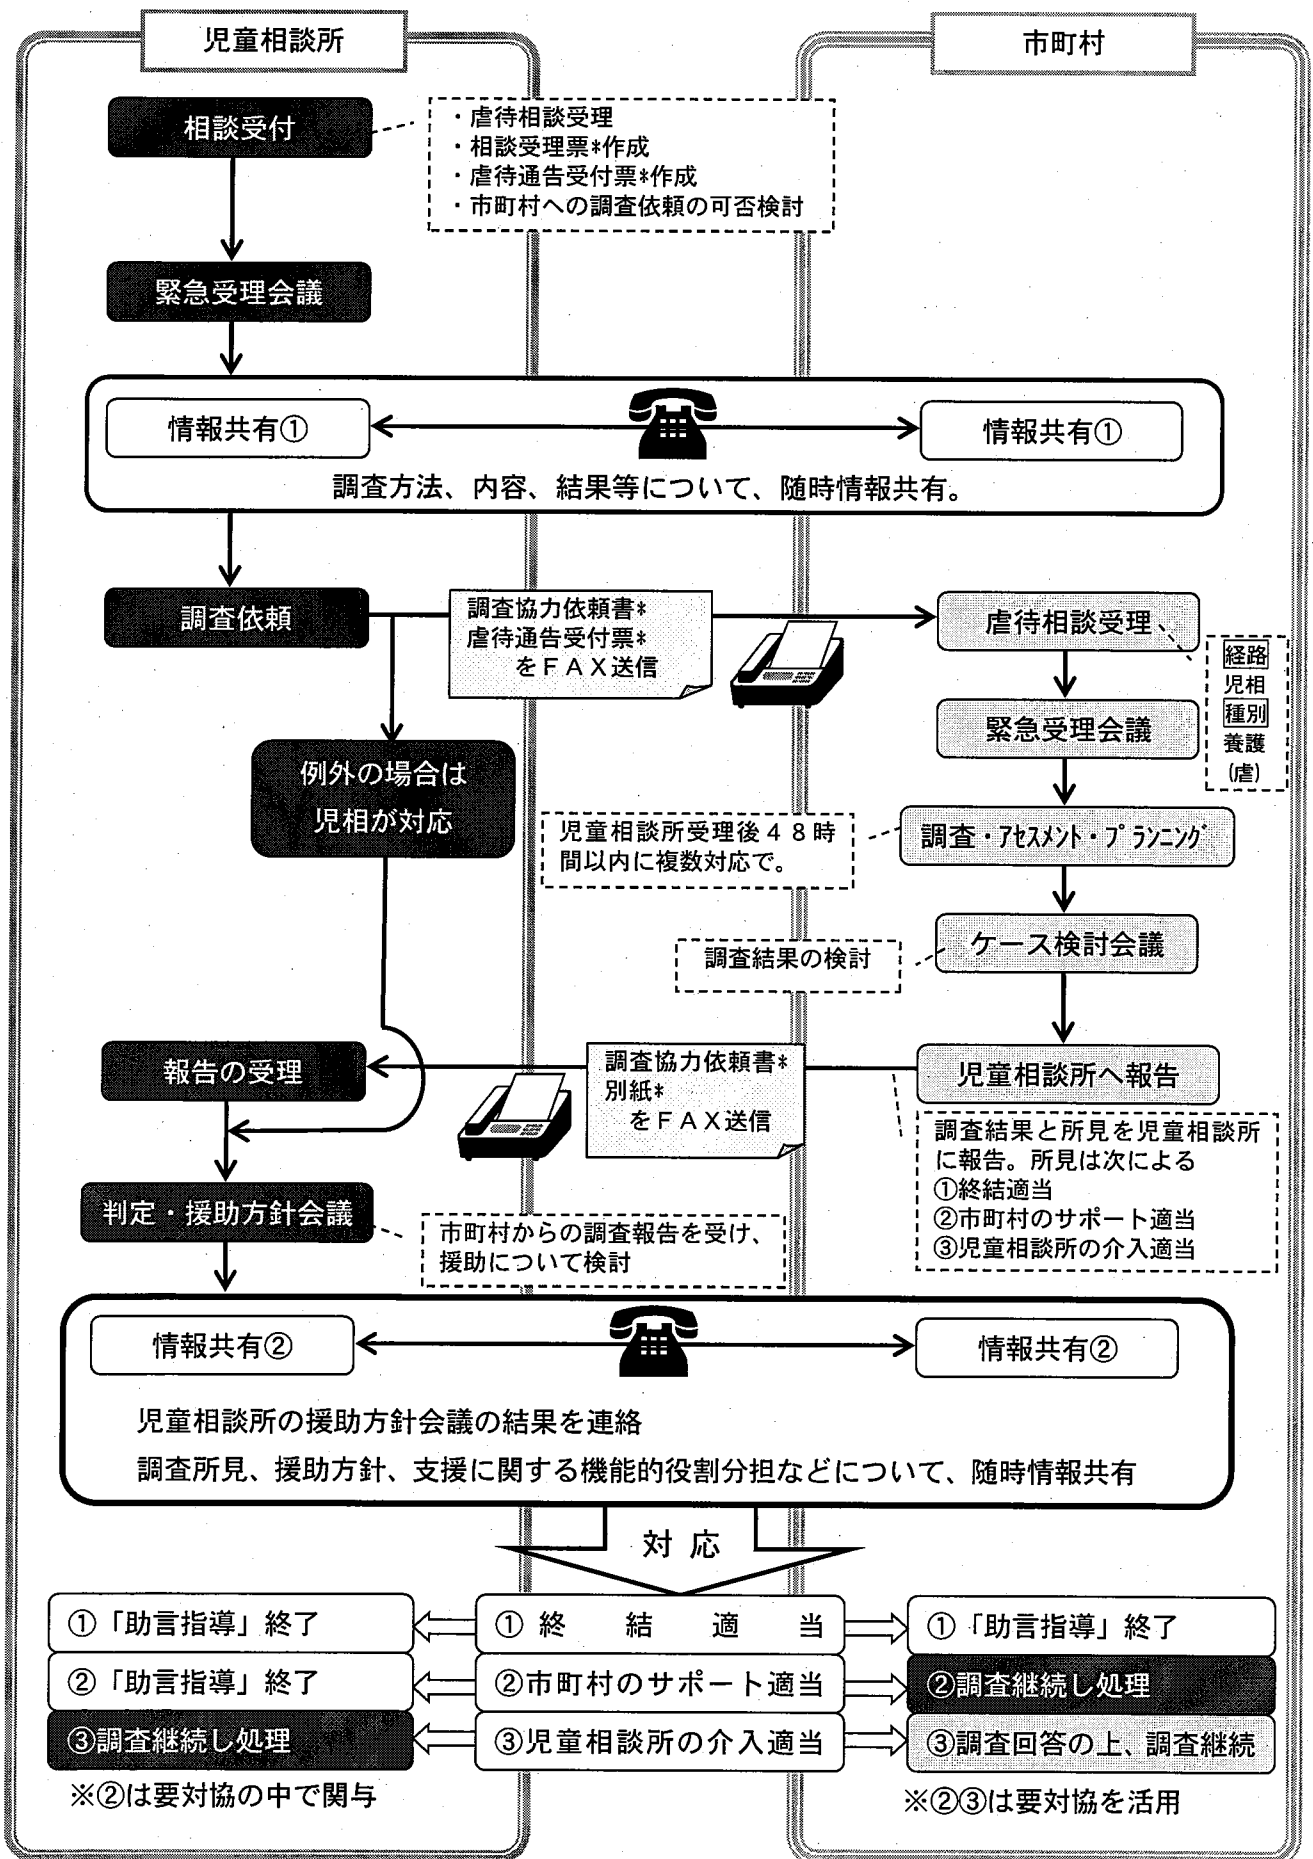 児童相談所
市町村
相談受付
・虐待相談受理
・相談受理票*作成
・虐待通告受付票*作成
・市町村への調査依頼の可否検討
緊急受理会議
情報共有①
情報共有①
調査方法、内容、結果等について、随時情報共有。
調査依頼
調査協力依頼書*
虐待通告受付票*
をFAX送信
虐待相談受理
経路
児相
種別
養護
(虐)
緊急受理会議
例外の場合は
児相が対応
児童相談所受理後48時
間以内に複数対応で。
調査・アセスメント・プランニング
調査結果の検討
ケース検討会議
報告の受理
調査協力依頼書*
別紙*
をFAX送信
児童相談所へ報告
調査結果と所見を児童相談所
に報告。所見は次による
①終結適当
②市町村のサポート適当
③児童相談所の介入適当
判定・援助方針会議
市町村からの調査報告を受け、
援助について検討
情報共有②
情報共有②
児童相談所の援助方針会議の結果を連絡
調査所見、援助方針、支援に関する機能的役割分担などについて、随時情報共有
対応
①「助言指導」終了
①終結適当
①「助言指導」終了
②「助言指導」終了
②市町村のサポート適当
②調査継続し処理
③調査継続し処理
③児童相談所の介入適当
③調査回答の上、調査継続
※②は要対協の中で関与
※②③は要対協を活用